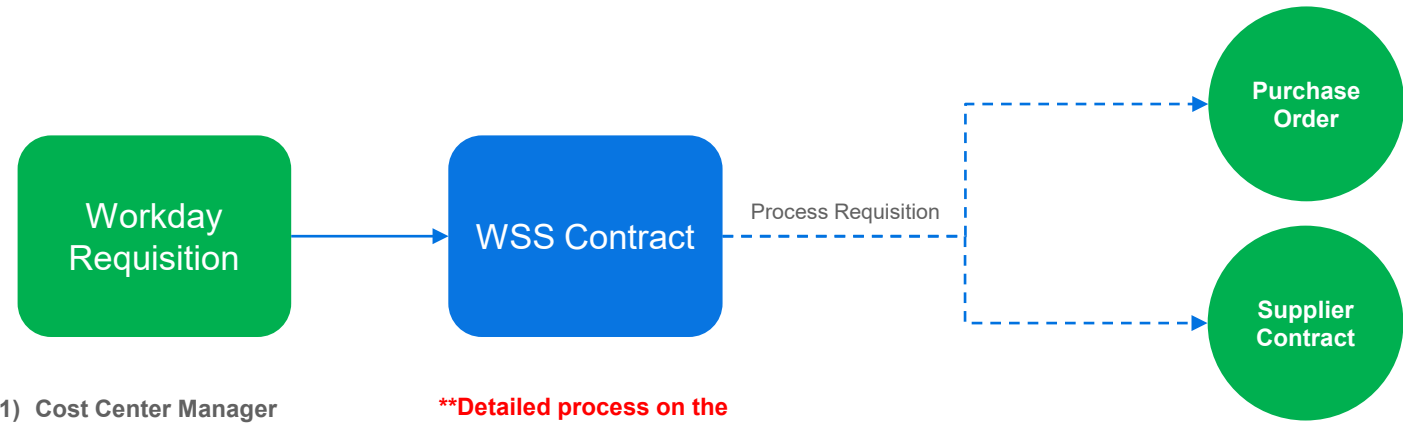 Purchase
Order
Workday
Requisition
WSS Contract
Process Requisition
Supplier
Contract
1) Cost Center Manager
**Detailed process on the